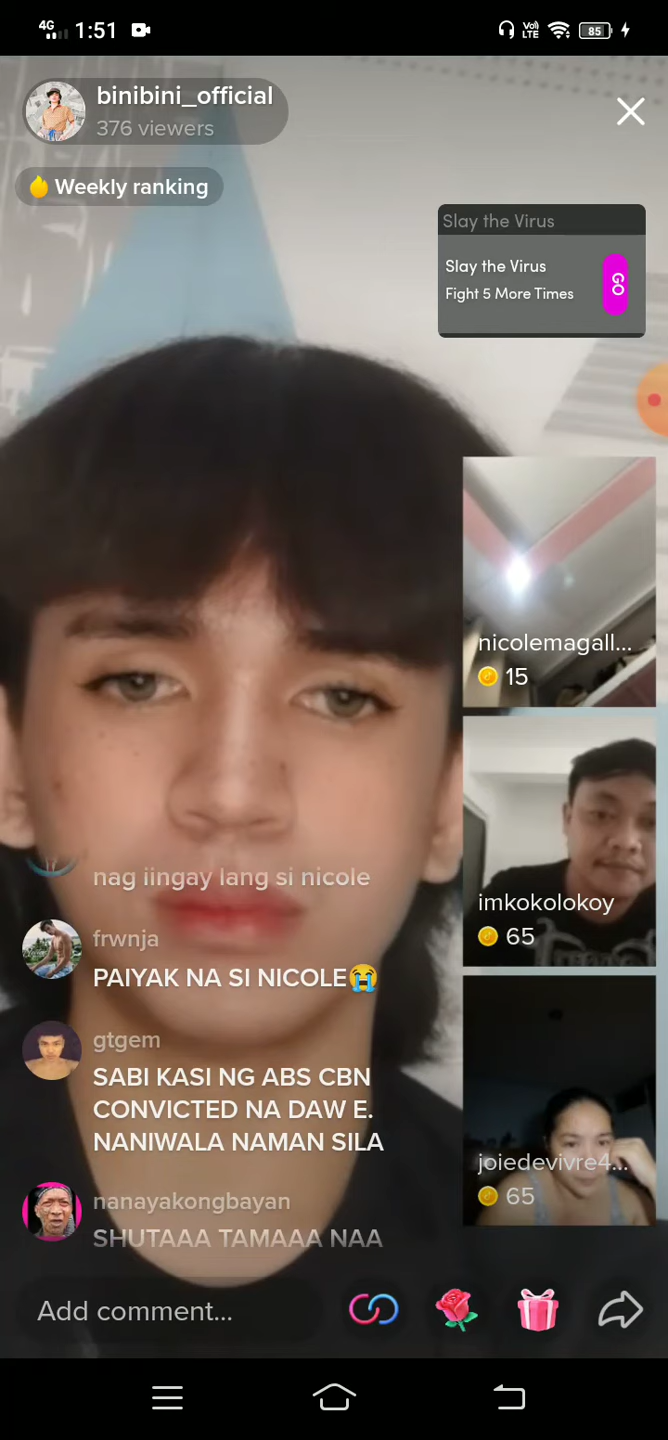 4G 1:51 Vo) LTE 85
binibini_official
376 viewers
Weekly ranking
Slay the Virus
Slay the Virus
Fight 5 More Times
GO
nicolemagall...
15
imkokolokoy
65
joiedevivre4...
65
nag iingay lang si nicole
frwnja
PAIYAK NA SI NICOLE😭
gtgem
SABI KASI NG ABS CBN
CONVICTED NA DAW E.
NANIWALA NAMAN SILA
nanayakongbayan
SHUTAAA TAMAAA NAA
Add comment...